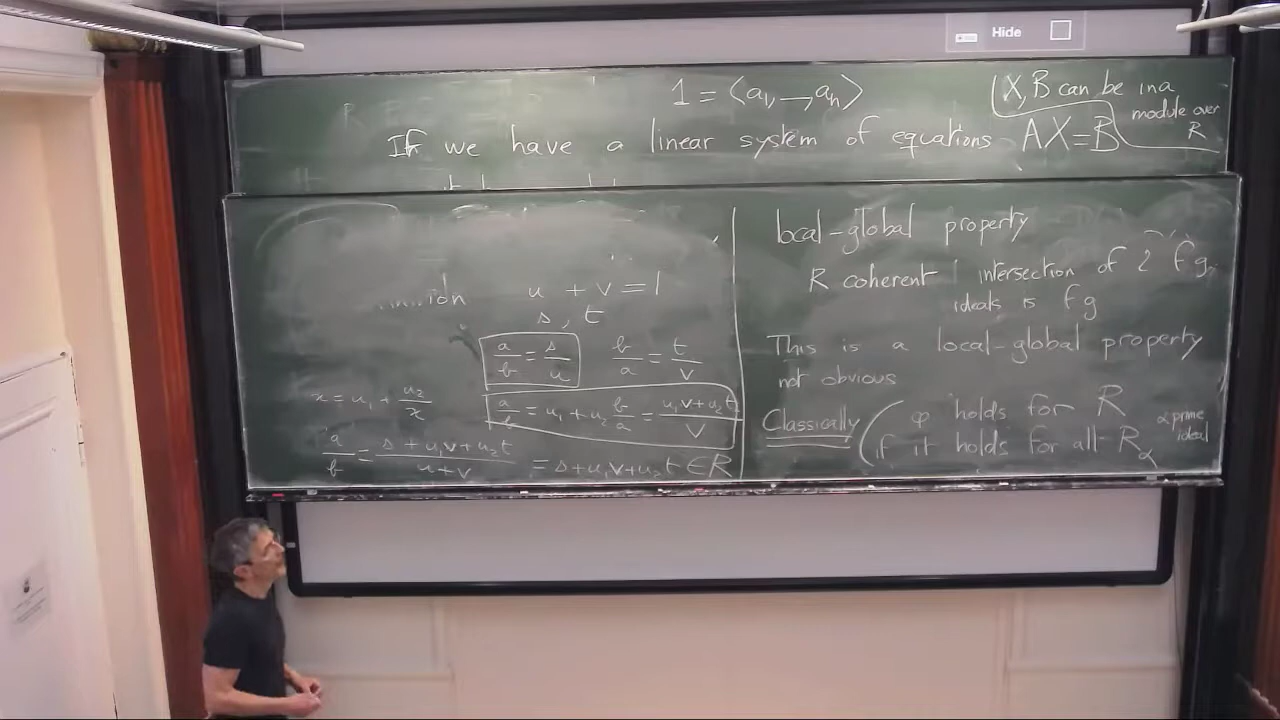 Hide
1 = ⟨a₁, —, aₙ⟩
X, B can be in a
module over
R
If we have a linear system of equations AX=B
u + v = 1
s, t
a/b = s/u b/a = t/v
x = u₁ + u₂/x
a/b = u₁ + u₂ b/a = (u₁v + u₂t)/v
a/b = (s + u₁v + u₂t)/(u+v) = s + u₁v + u₂t ∈ R
local-global property
R coherent | intersection of 2 f g
ideals is f g
This is a local-global property
not obvious
Classically ( φ holds for R
if it holds for all R_α α prime
ideal